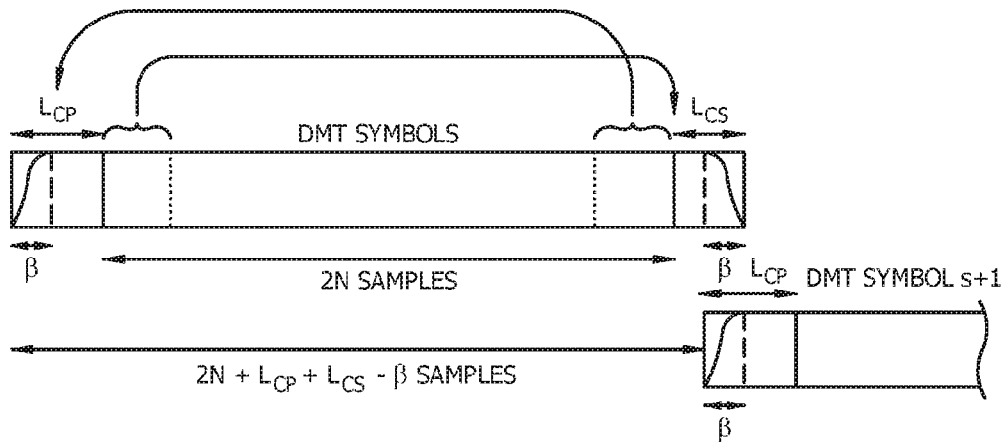 L_CP
L_CS
DMT SYMBOLS
β
β
2N SAMPLES
L_CP
DMT SYMBOL s+1
2N + L_CP + L_CS - β SAMPLES
β